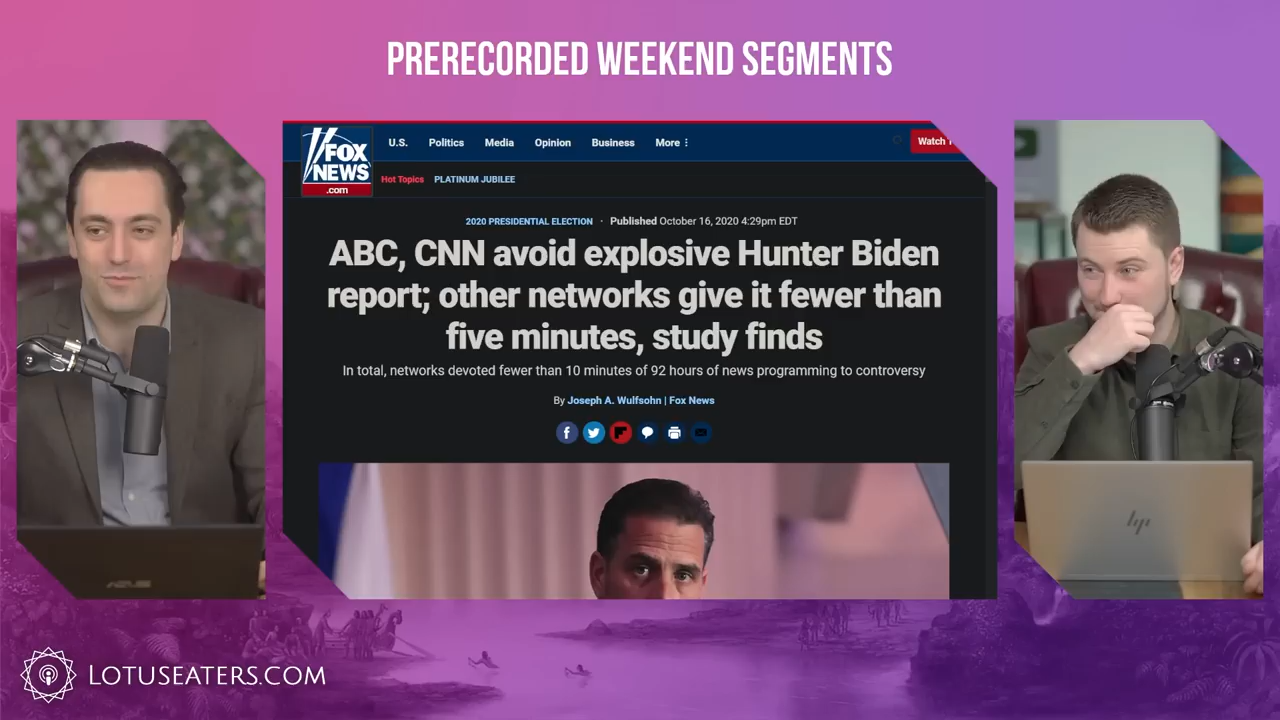 PRERECORDED WEEKEND SEGMENTS
FOX
NEWS
.com
U.S. Politics Media Opinion Business More
Watch
Hot Topics PLATINUM JUBILEE
2020 PRESIDENTIAL ELECTION · Published October 16, 2020 4:29pm EDT
ABC, CNN avoid explosive Hunter Biden
report; other networks give it fewer than
five minutes, study finds
In total, networks devoted fewer than 10 minutes of 92 hours of news programming to controversy
By Joseph A. Wulfsohn | Fox News
ASUS
hp
LOTUSEATERS.COM